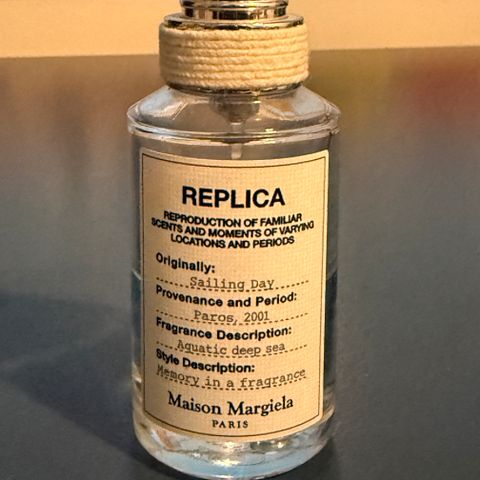 REPLICA
REPRODUCTION OF FAMILIAR
SCENTS AND MOMENTS OF VARYING
LOCATIONS AND PERIODS
Originally:
Sailing Day
Provenance and Period:
Paros, 2001
Fragrance Description:
Aquatic deep sea
Style Description:
Memory in a fragrance
Maison Margiela
PARIS